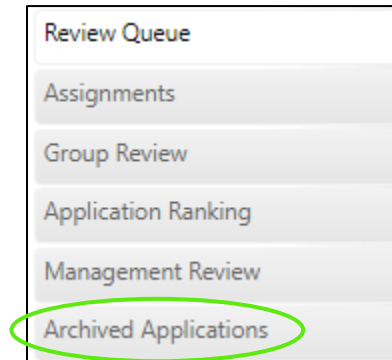 Review Queue
Assignments
Group Review
Application Ranking
Management Review
Archived Applications